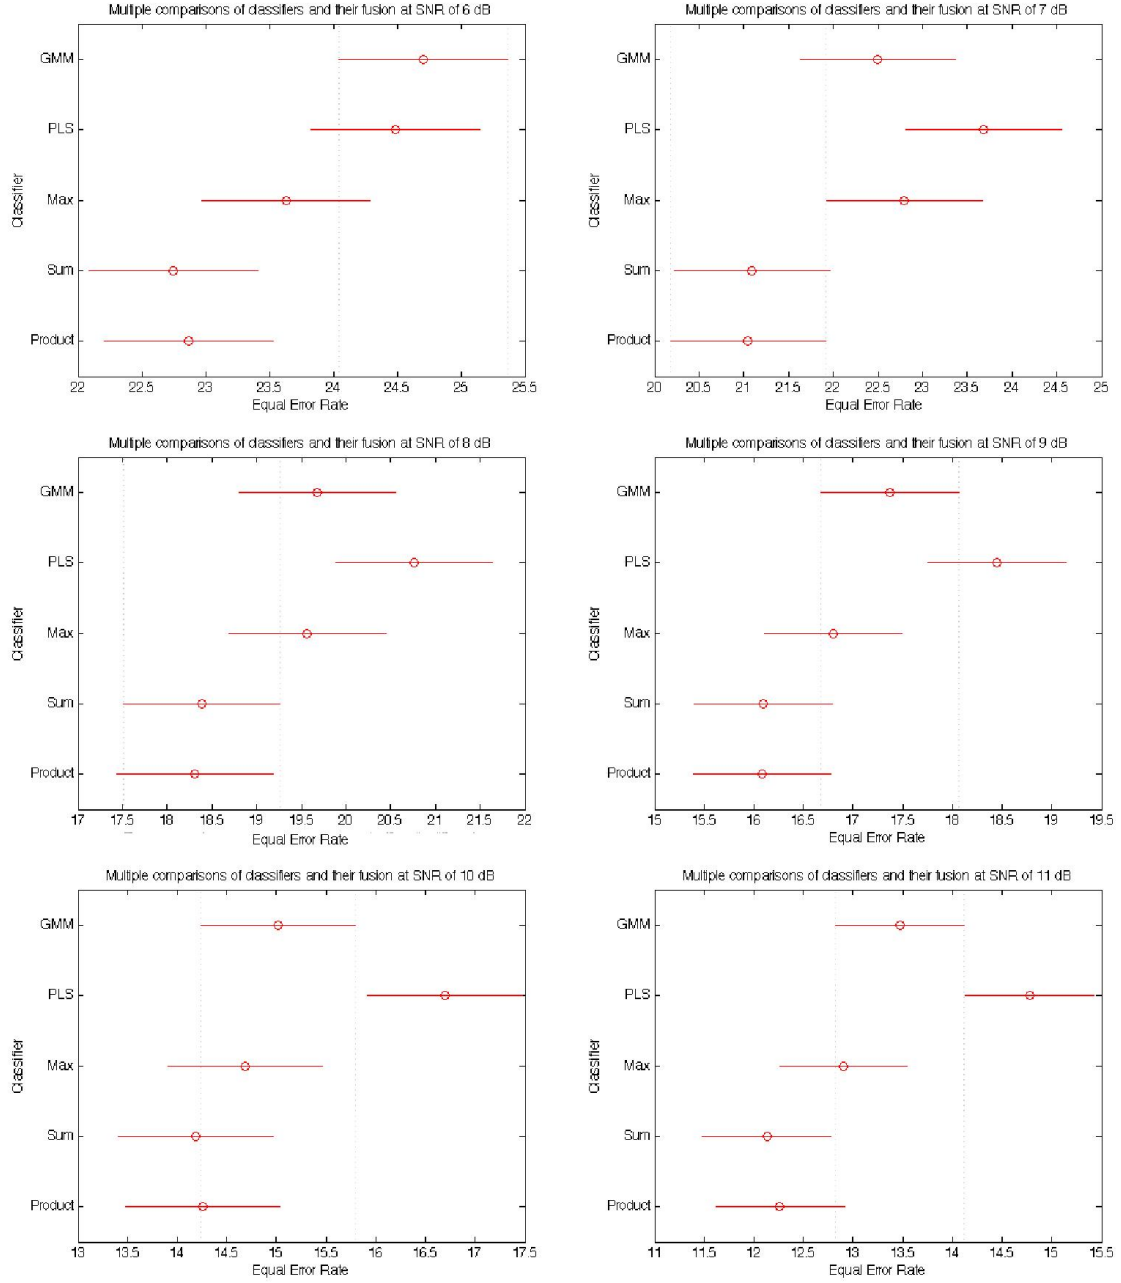 Multiple comparisons of classifiers and their fusion at SNR of 6 dB
GMM
PLS
Max
Sum
Product
Classifier
22 22.5 23 23.5 24 24.5 25 25.5
Equal Error Rate
Multiple comparisons of classifiers and their fusion at SNR of 7 dB
GMM
PLS
Max
Sum
Product
Classifier
20 20.5 21 21.5 22 22.5 23 23.5 24 24.5 25
Equal Error Rate
Multiple comparisons of classifiers and their fusion at SNR of 8 dB
GMM
PLS
Max
Sum
Product
Classifier
17 17.5 18 18.5 19 19.5 20 20.5 21 21.5 22
Equal Error Rate
Multiple comparisons of classifiers and their fusion at SNR of 9 dB
GMM
PLS
Max
Sum
Product
Classifier
15 15.5 16 16.5 17 17.5 18 18.5 19 19.5
Equal Error Rate
Multiple comparisons of classifiers and their fusion at SNR of 10 dB
GMM
PLS
Max
Sum
Product
Classifier
13 13.5 14 14.5 15 15.5 16 16.5 17 17.5
Equal Error Rate
Multiple comparisons of classifiers and their fusion at SNR of 11 dB
GMM
PLS
Max
Sum
Product
Classifier
11 11.5 12 12.5 13 13.5 14 14.5 15 15.5
Equal Error Rate